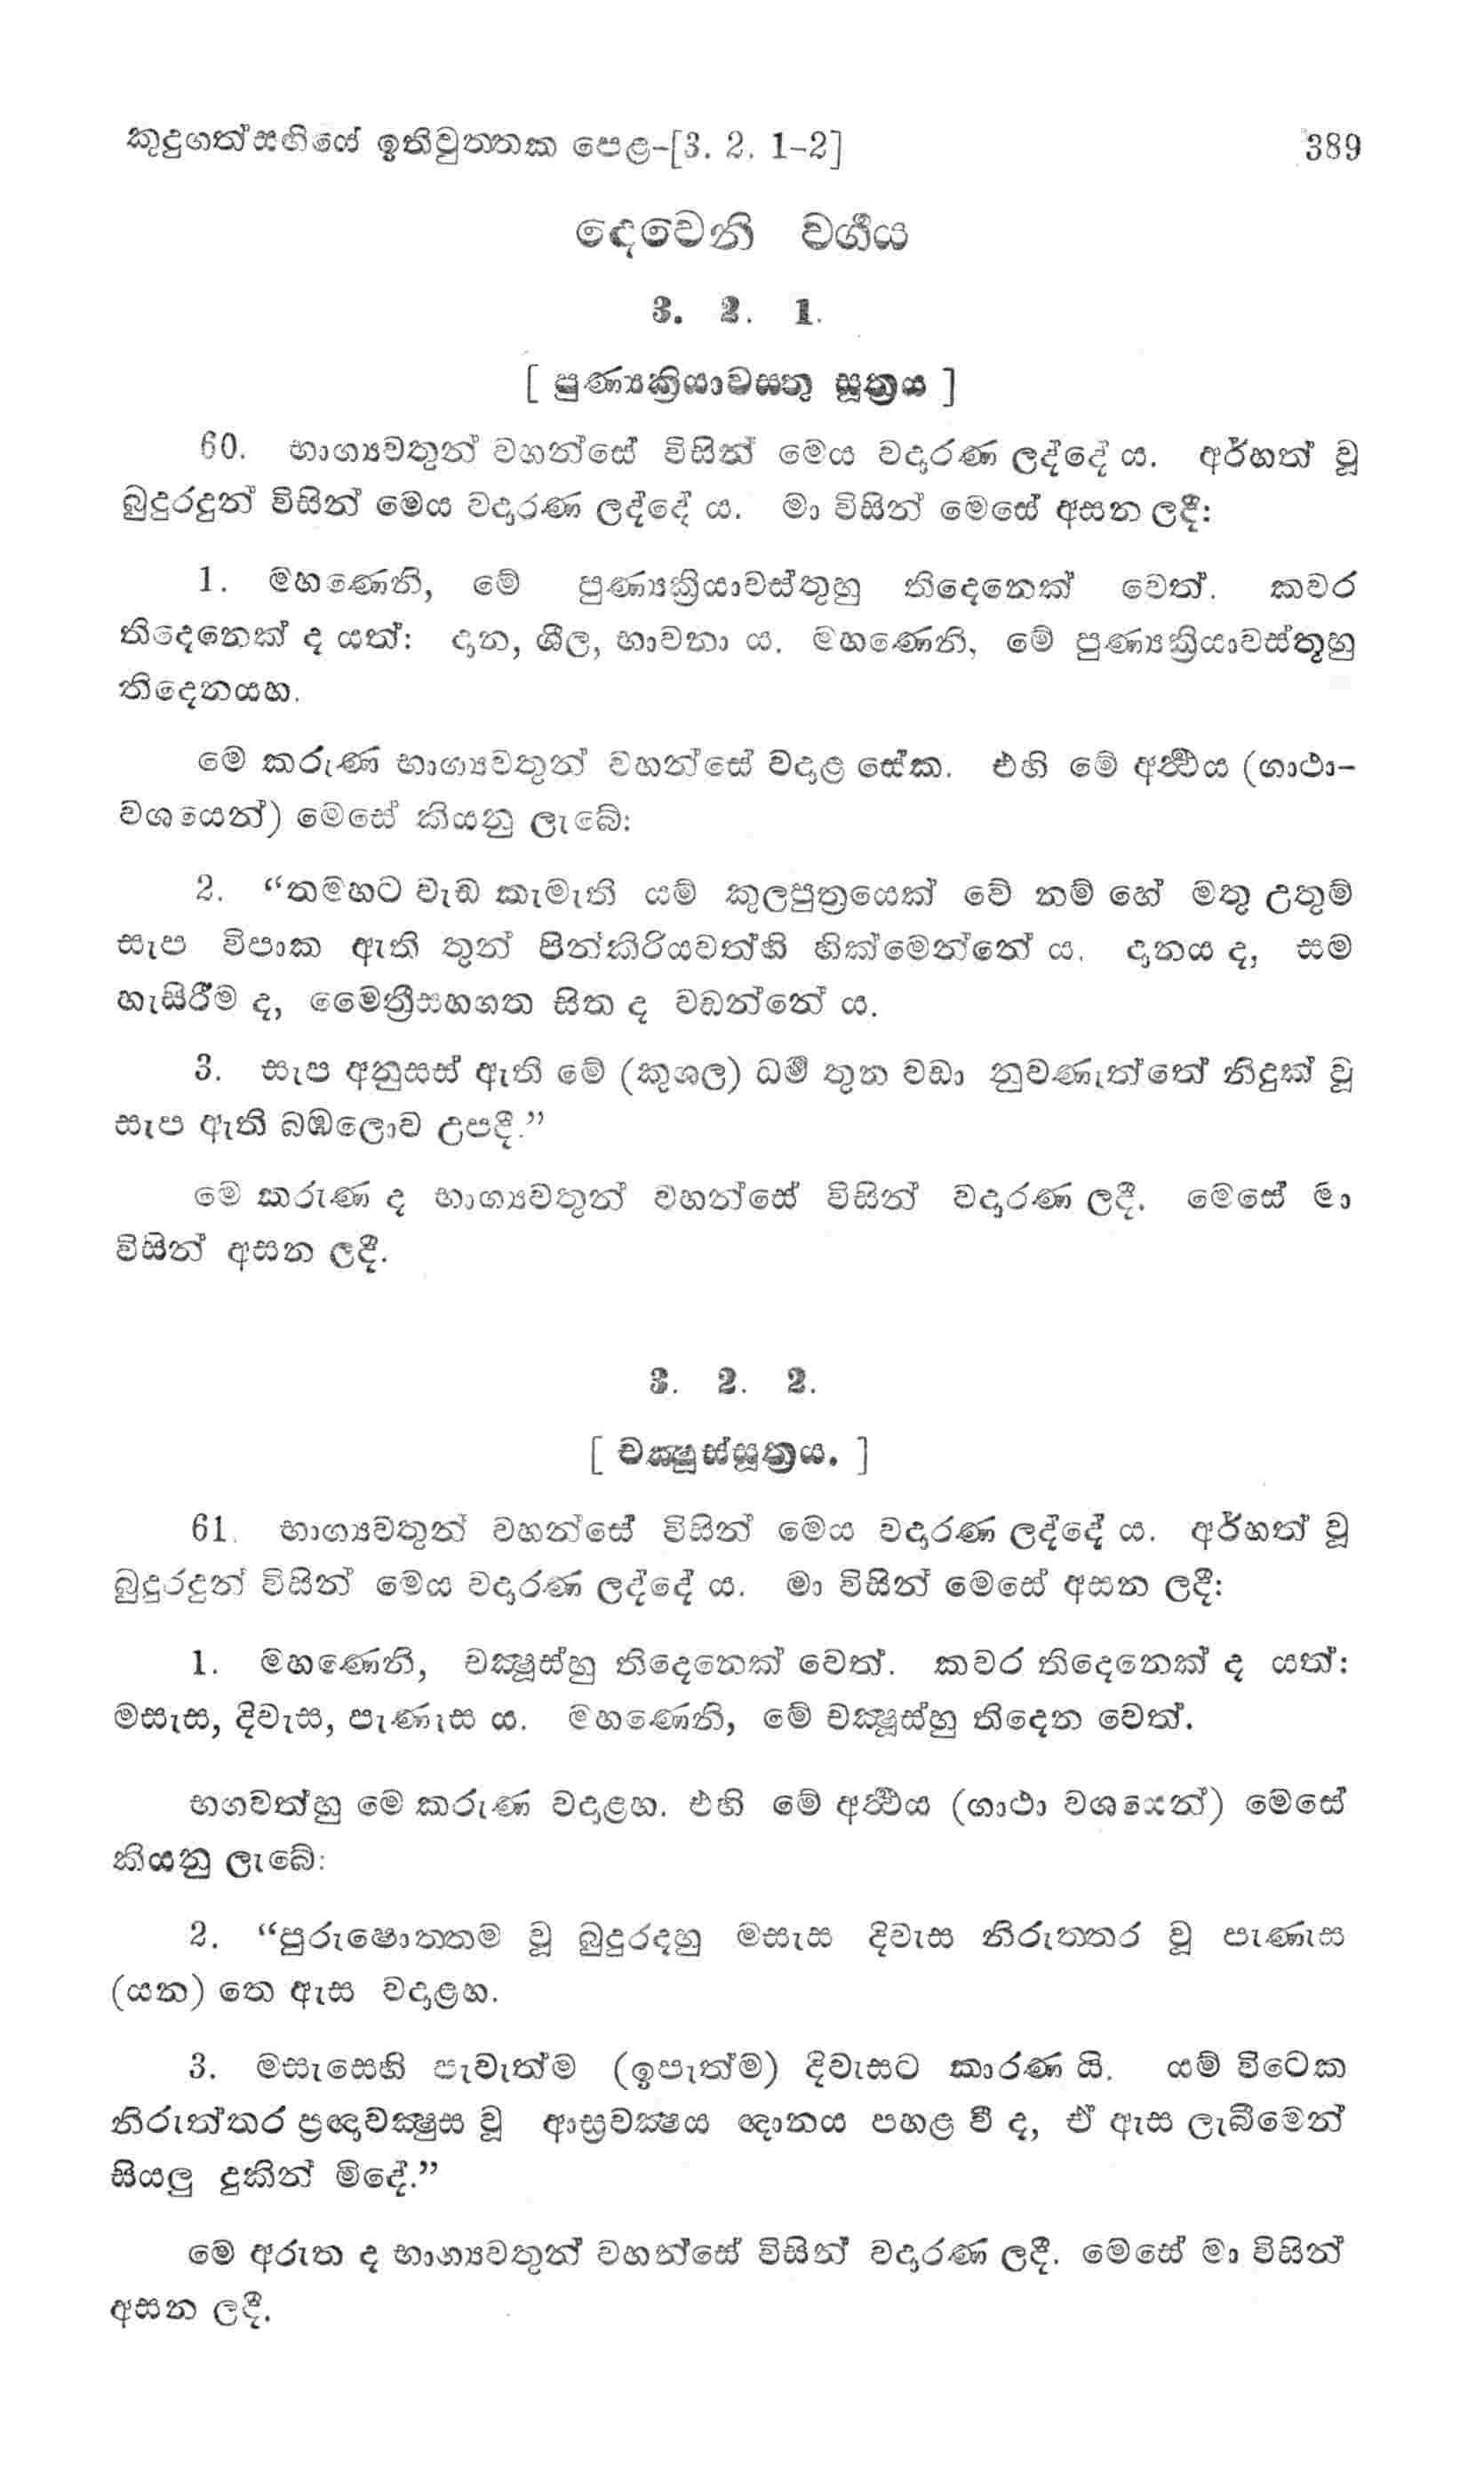 කුදුගත්සඟියේ ඉතිවුත්තක පෙළ-[3. 2. 1-2] 389
දෙවෙනි වර්‍ගය
3. 2. 1.
[ පුණ්‍යක්‍රියාවස්තු සූත්‍රය ]
60. භාග්‍යවතුන් වහන්සේ විසින් මෙය වදාරණ ලද්දේ ය. අර්හත් වූ
බුදුරදුන් විසින් මෙය වදාරණ ලද්දේ ය. මා විසින් මෙසේ අසන ලදී:
1. මහණෙනි, මේ පුණ්‍යක්‍රියාවස්තුහු තිදෙනෙක් වෙත්. කවර
තිදෙනෙක් ද යත්: දාන, ශීල, භාවනා ය. මහණෙනි, මේ පුණ්‍යක්‍රියාවස්තූහු
තිදෙනයහ.
මෙ කරුණ භාග්‍යවතුන් වහන්සේ වදාළ සේක. එහි මේ අර්‍ථය (ගාථා-
වශයෙන්) මෙසේ කියනු ලැබේ:
2. “තමහට වැඩ කැමැති යම් කුලපුත්‍රයෙක් වේ නම් හේ මතු උතුම්
සැප විපාක ඇති තුන් පින්කිරියවත්හි හික්මෙන්නේ ය. දානය ද, සම
හැසිරීම ද, මෛත්‍රීසහගත සිත ද වඩන්නේ ය.
3. සැප අනුසස් ඇති මේ (කුශල) ධර්‍ම තුන වඩා නුවණැත්තේ නිදුක් වූ
සැප ඇති බඹලොව උපදී.”
මෙ කරුණ ද භාග්‍යවතුන් වහන්සේ විසින් වදාරණ ලදී. මෙසේ මා
විසින් අසන ලදී.
3. 2. 2.
[ චක්‍ෂුස්සූත්‍රය. ]
61. භාග්‍යවතුන් වහන්සේ විසින් මෙය වදාරණ ලද්දේ ය. අර්හත් වූ
බුදුරදුන් විසින් මෙය වදාරණ ලද්දේ ය. මා විසින් මෙසේ අසන ලදී:
1. මහණෙනි, චක්‍ෂූස්හු තිදෙනෙක් වෙත්. කවර තිදෙනෙක් ද යත්:
මසැස, දිවැස, පැණැස ය. මහණෙනි, මේ චක්‍ෂූස්හු තිදෙන වෙත්.
භගවත්හු මෙ කරුණ වදාළහ. එහි මේ අර්‍ථය (ගාථා වශයෙන්) මෙසේ
කියනු ලැබේ:
2. “පුරුෂොත්තම වූ බුදුරදහු මසැස දිවැස නිරුත්තර වූ පැණැස
(යන) තෙ ඇස වදාළහ.
3. මසැසෙහි පැවැත්ම (ඉපැත්ම) දිවැසට කාරණ යි. යම් විටෙක
නිරුත්තර ප්‍රඥාචක්‍ෂුස වූ ආස්‍රවක්‍ෂය ඥානය පහළ වී ද, ඒ ඇස ලැබීමෙන්
සියලු දුකින් මිදේ.”
මෙ අරුත ද භාග්‍යවතුන් වහන්සේ විසින් වදාරණ ලදී. මෙසේ මා විසින්
අසන ලදී.